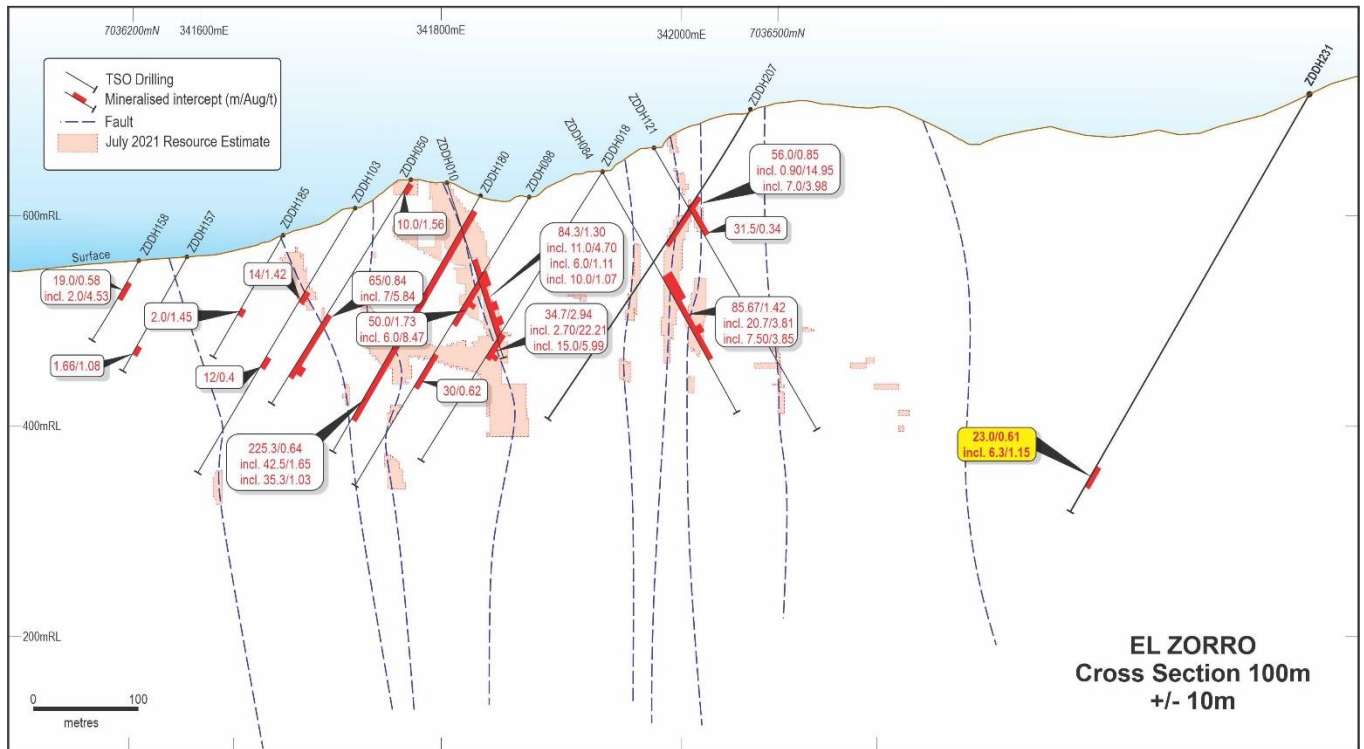 7036200mN
341600mE
341800mE
342000mE
7036500mN
TSO Drilling
Mineralised intercept (m/Aug/t)
Fault
July 2021 Resource Estimate
ZDDH231
ZDDH207
ZDDH121
ZDDH084
ZDDH018
ZDDH098
ZDDH180
ZDDH010
ZDDH050
ZDDH103
ZDDH185
ZDDH157
ZDDH158
600mRL
Surface
56.0/0.85
incl. 0.90/14.95
incl. 7.0/3.98
10.0/1.56
84.3/1.30
incl. 11.0/4.70
incl. 6.0/1.11
incl. 10.0/1.07
31.5/0.34
19.0/0.58
incl. 2.0/4.53
14/1.42
65/0.84
incl. 7/5.84
2.0/1.45
50.0/1.73
incl. 6.0/8.47
34.7/2.94
incl. 2.70/22.21
incl. 15.0/5.99
85.67/1.42
incl. 20.7/3.81
incl. 7.50/3.85
1.66/1.08
12/0.4
30/0.62
400mRL
225.3/0.64
incl. 42.5/1.65
incl. 35.3/1.03
23.0/0.61
incl. 6.3/1.15
200mRL
EL ZORRO
Cross Section 100m
+/- 10m
0
100
metres